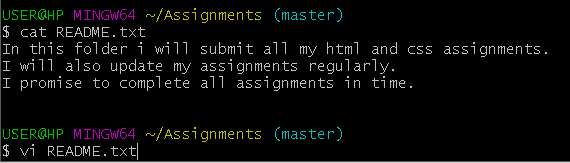 USER@HP MINGW64 ~/Assignments (master)
$ cat README.txt
In this folder i will submit all my html and css assignments.
I will also update my assignments regularly.
I promise to complete all assignments in time.
USER@HP MINGW64 ~/Assignments (master)
$ vi README.txt